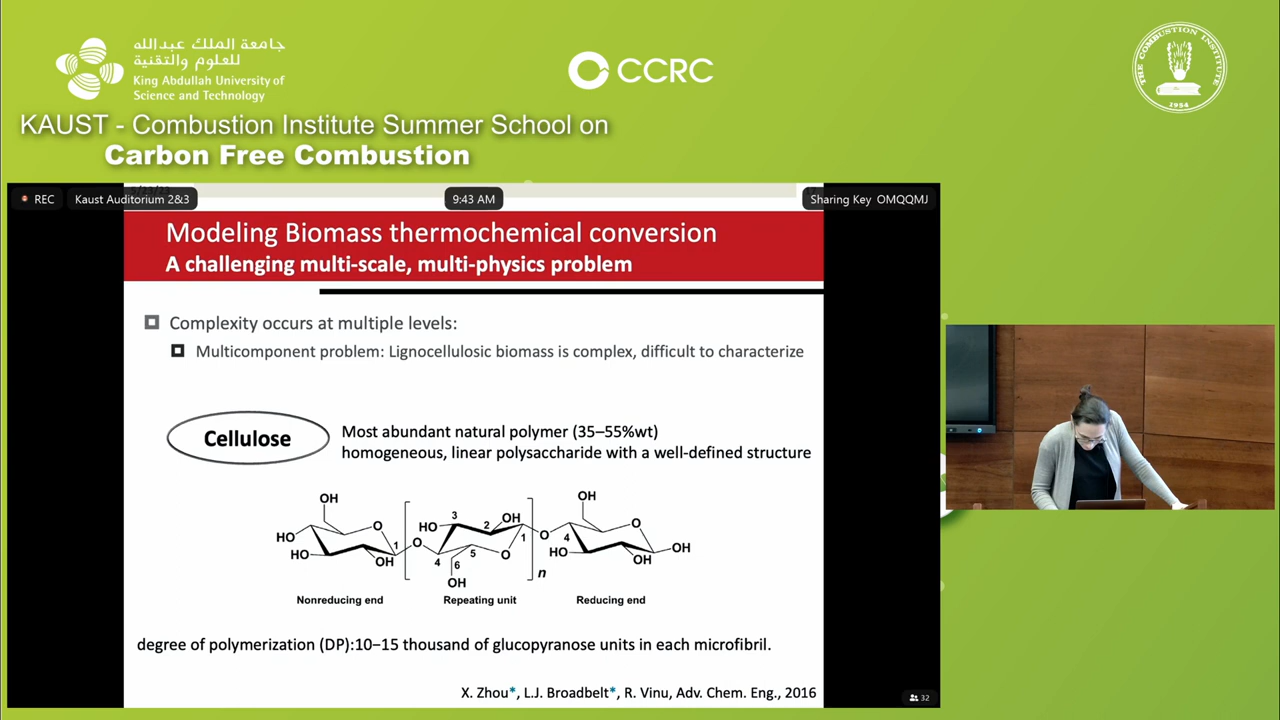 جامعة الملك عبدالله
للعلوم والتقنية
King Abdullah University of
Science and Technology
CCRC
THE COMBUSTION INSTITUTE
1954
KAUST - Combustion Institute Summer School on
Carbon Free Combustion
REC
Kaust Auditorium 2&3
9:43 AM
Sharing Key OMQQMJ
Modeling Biomass thermochemical conversion
A challenging multi-scale, multi-physics problem
Complexity occurs at multiple levels:
Multicomponent problem: Lignocellulosic biomass is complex, difficult to characterize
Cellulose
Most abundant natural polymer (35–55%wt)
homogeneous, linear polysaccharide with a well-defined structure
OH
HO
HO
O
OH
1
O
HO
3
2
OH
1
4
5
6
O
OH
n
O
OH
4
HO
O
OH
OH
Nonreducing end
Repeating unit
Reducing end
degree of polymerization (DP):10−15 thousand of glucopyranose units in each microfibril.
X. Zhou*, L.J. Broadbelt*, R. Vinu, Adv. Chem. Eng., 2016
32